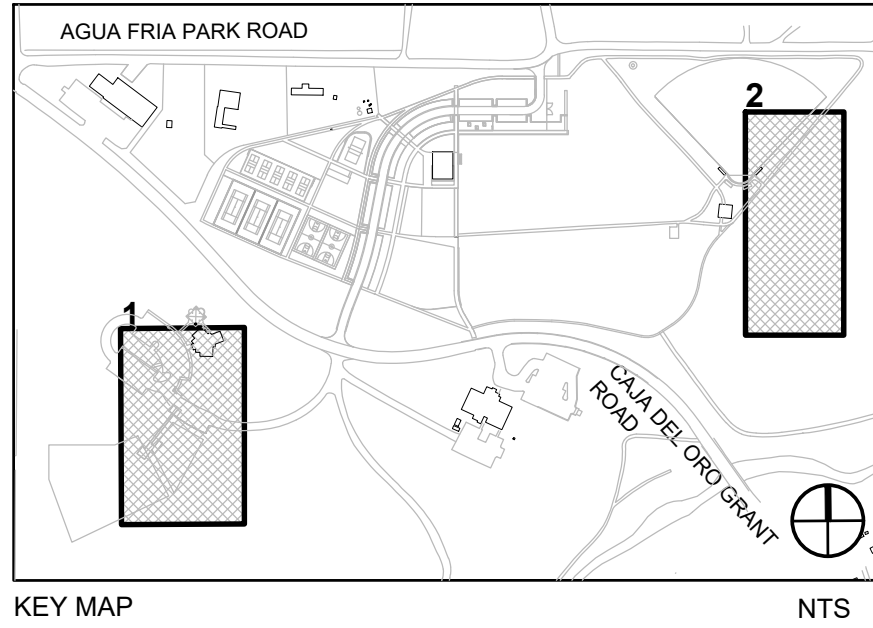 AGUA FRIA PARK ROAD
2
1
CAJA DEL ORO GRANT
ROAD
KEY MAP
NTS